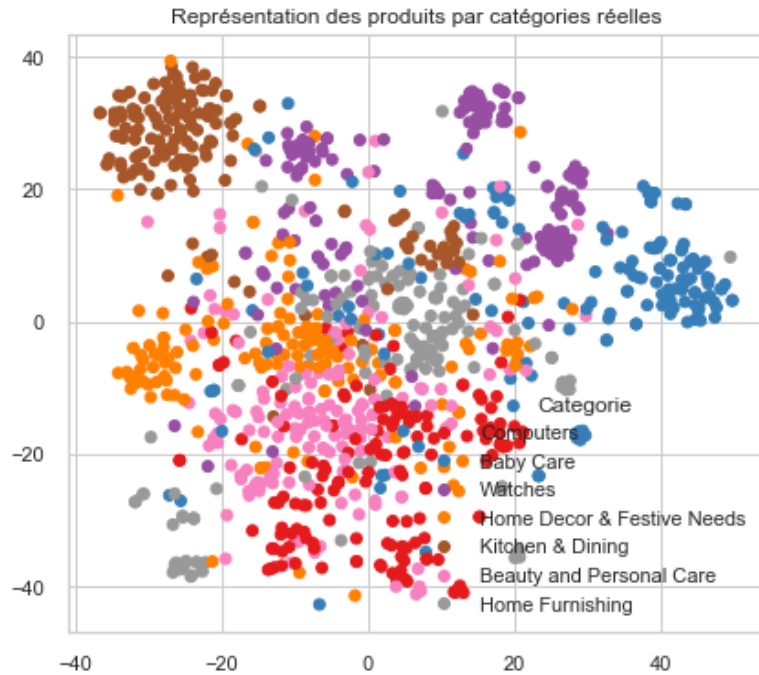 Représentation des produits par catégories réelles
40
20
0
−20
−40
Categorie
Computers
Baby Care
Watches
Home Decor & Festive Needs
Kitchen & Dining
Beauty and Personal Care
Home Furnishing
−40 −20 0 20 40